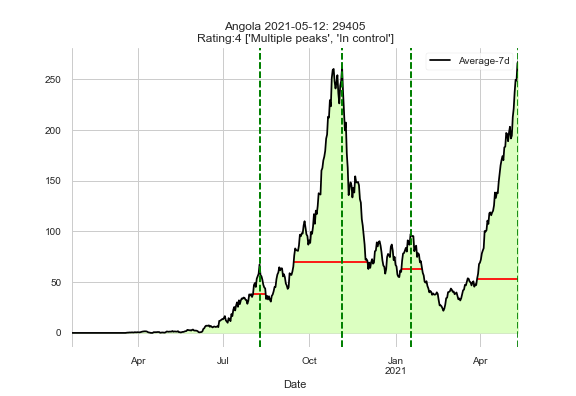 Angola 2021-05-12: 29405
Rating:4 ['Multiple peaks', 'In control']
Average-7d
250
200
150
100
50
0
Apr
Jul
Oct
Jan
2021
Apr
Date